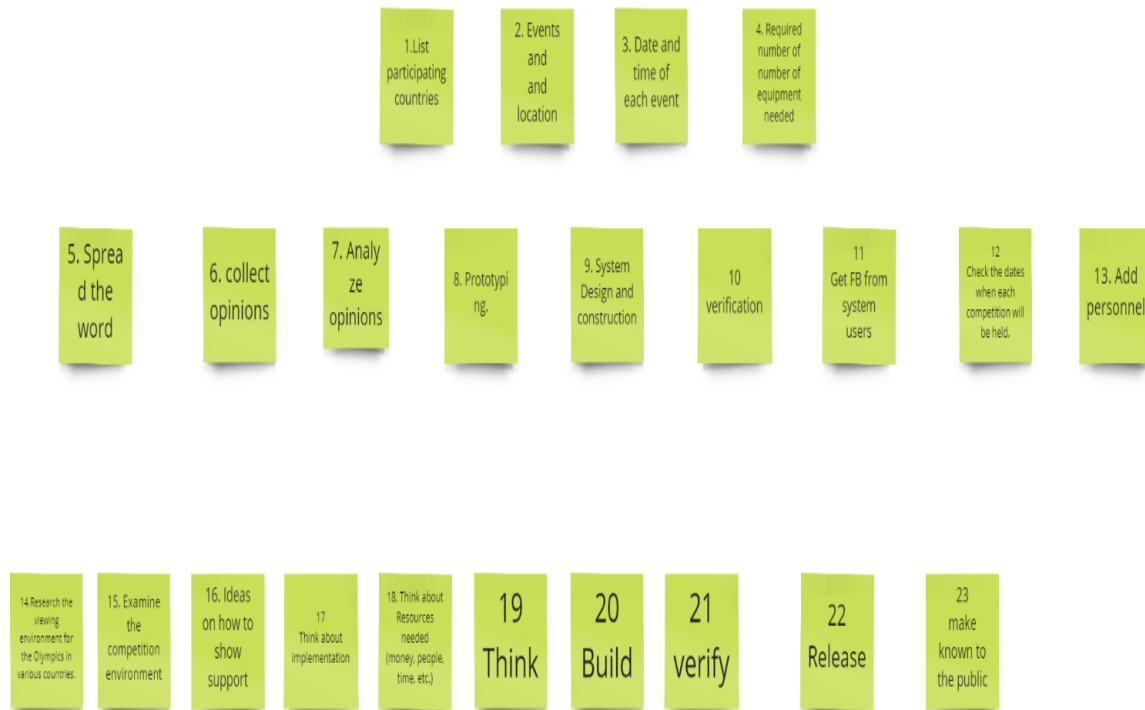 1.List
participating
countries
2. Events
and
and
location
3. Date and
time of
each event
4. Required
number of
number of
equipment
needed
5. Sprea
d the
word
6. collect
opinions
7. Analy
ze
opinions
8. Prototypi
ng,
9. System
Design and
construction
10
verification
11
Get FB from
system
users
12
Check the dates
when each
competition will
be held.
13. Add
personnel
14.Research the
viewing
environment for
the Olympics in
various countries.
15. Examine
the
competition
environment
16. Ideas
on how to
show
support
17
Think about
implementation
18. Think about
Resources
needed
(money, people,
time, etc.)
19
Think
20
Build
21
verify
22
Release
23
make
known to
the public